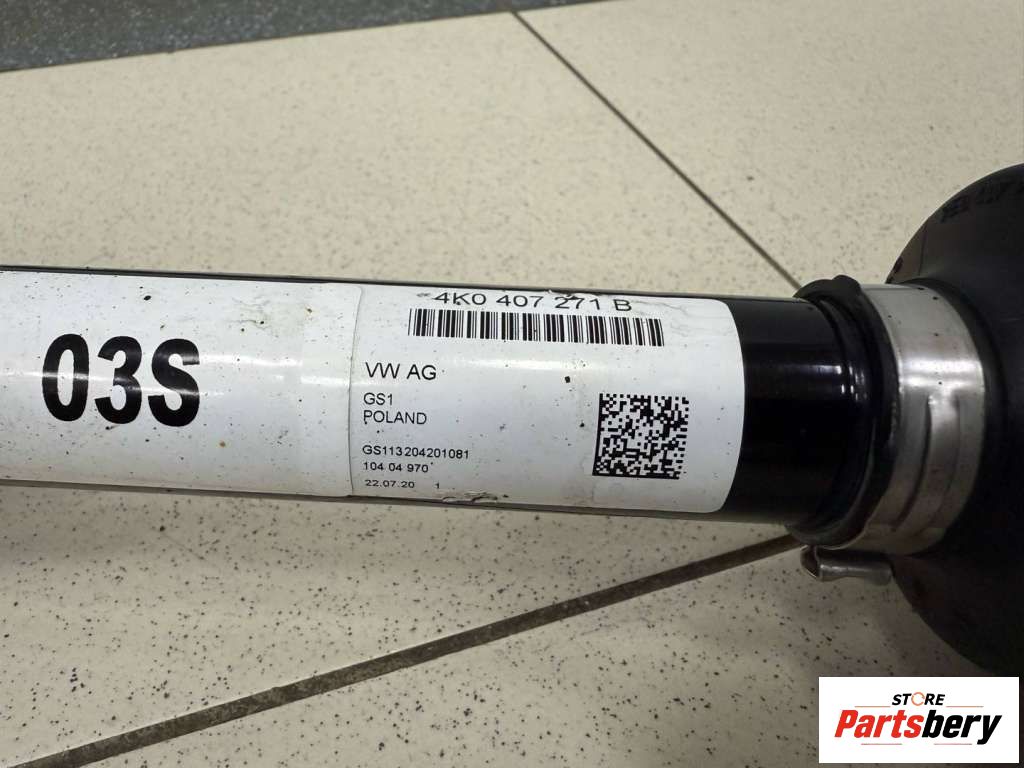 03S
4K0 407 271 B
VW AG
GS1
POLAND
GS113204201081
104 04 970
22.07.20 1
STORE
Partsbery